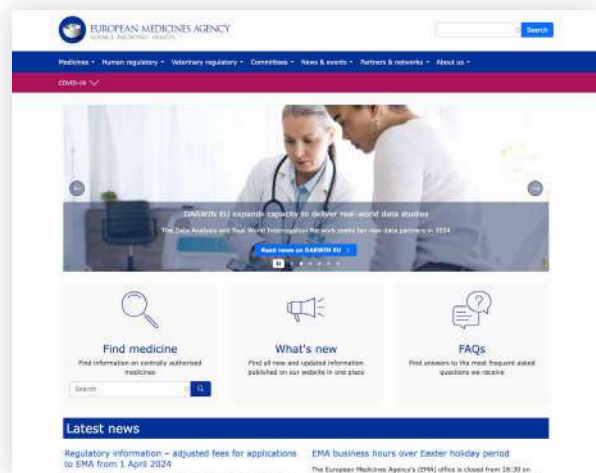 EUROPEAN MEDICINES AGENCY
SCIENCE MEDICINES HEALTH
Search
Medicines Human regulatory Veterinary regulatory Committees News & events Partners & networks About us
COVID-19
DARWIN EU expands capacity to deliver real-world data studies
The Data Analysis and Real World Interrogation Network seeks ten new data partners in 2024
Read news on DARWIN EU
Find medicine
Find information on centrally authorised
medicines
Search
What's new
Find all new and updated information
published on our website in one place
FAQs
Find answers to the most frequent asked
questions we receive
Latest news
Regulatory information – adjusted fees for applications
to EMA from 1 April 2024
EMA business hours over Easter holiday period
The European Medicines Agency's (EMA) office is closed from 18:30 on